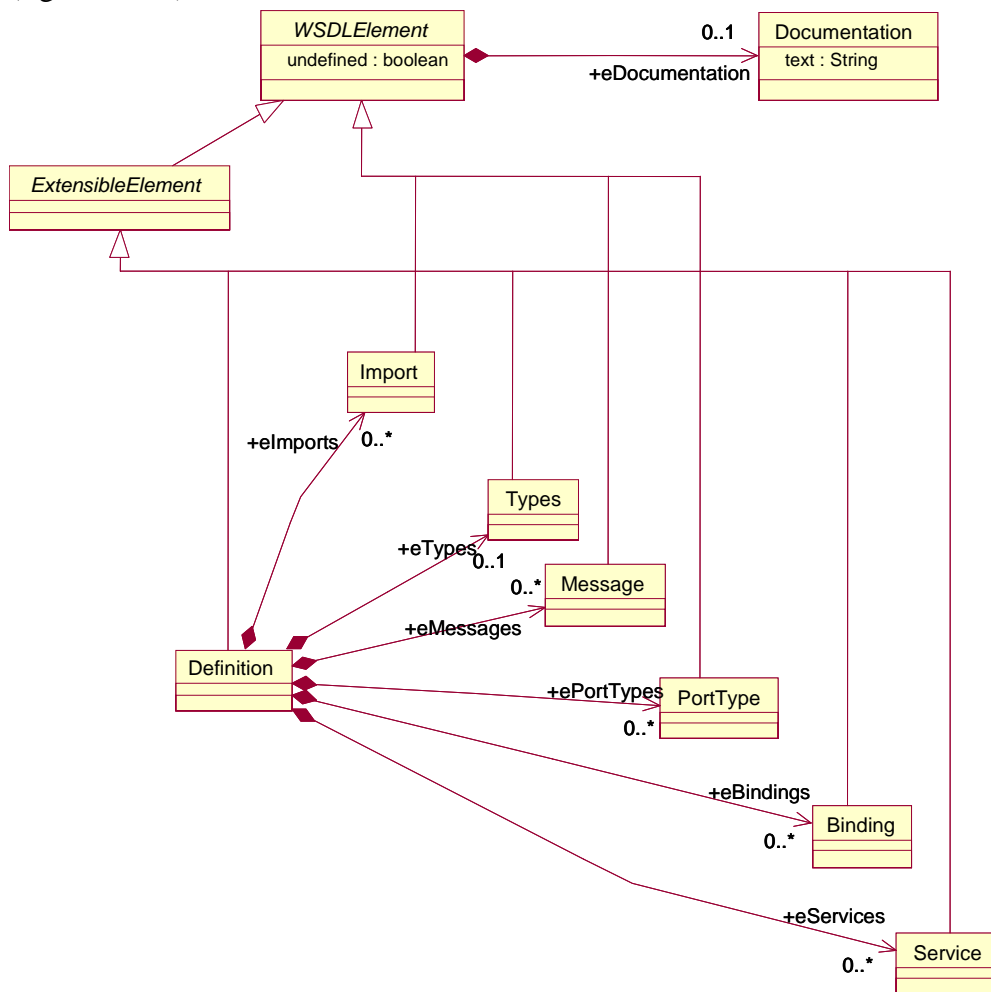 WSDLElement
undefined : boolean
0..1
+eDocumentation
Documentation
text : String
ExtensibleElement
Import
+eImports
0..*
Types
+eTypes
0..1
0..*
Message
+eMessages
Definition
+ePortTypes
PortType
0..*
+eBindings
Binding
0..*
+eServices
Service
0..*